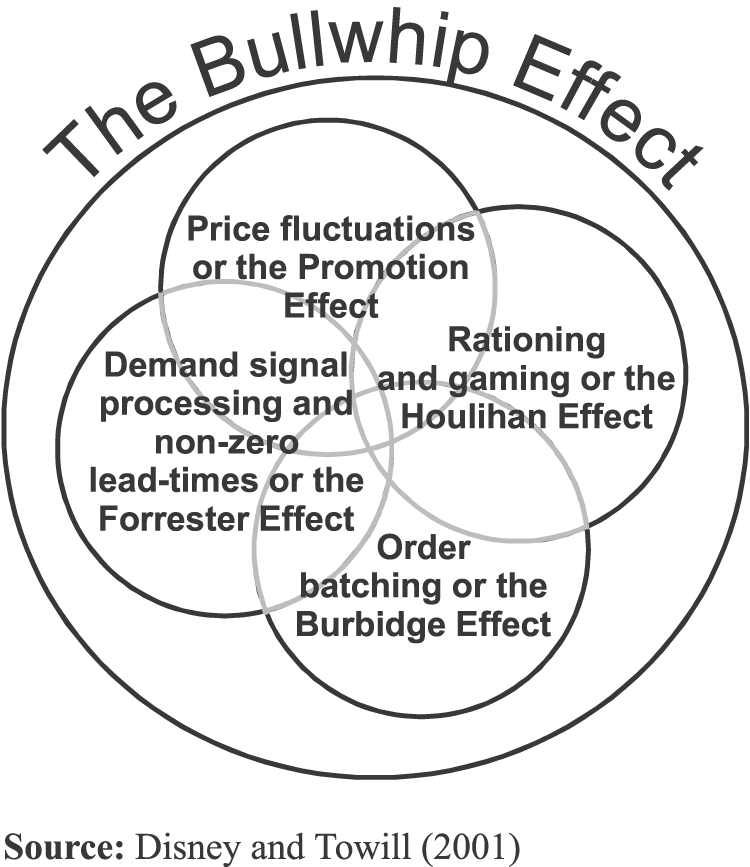 The Bullwhip Effect
Price fluctuations
or the Promotion
Effect
Rationing
and gaming or the
Houlihan Effect
Demand signal
processing and
non-zero
lead-times or the
Forrester Effect
Order
batching or the
Burbidge Effect
Source: Disney and Towill (2001)